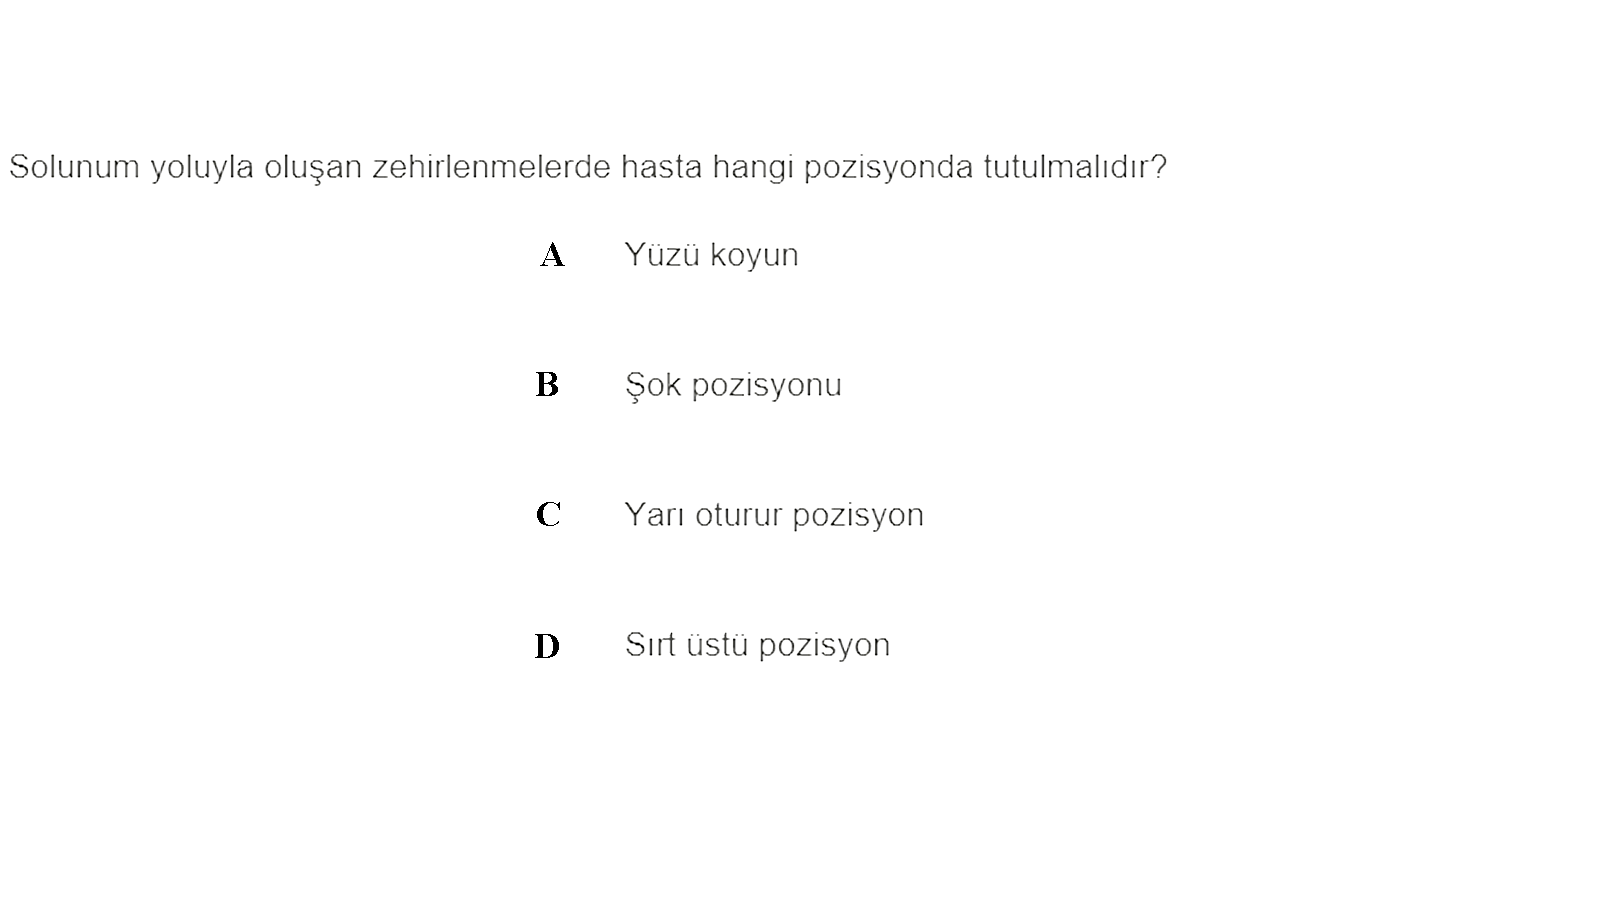 Solunum yoluyla oluşan zehirlenmelerde hasta hangi pozisyonda tutulmalıdır?
A Yüzü koyun
B Şok pozisyonu
C Yarı oturur pozisyon
D Sırt üstü pozisyon